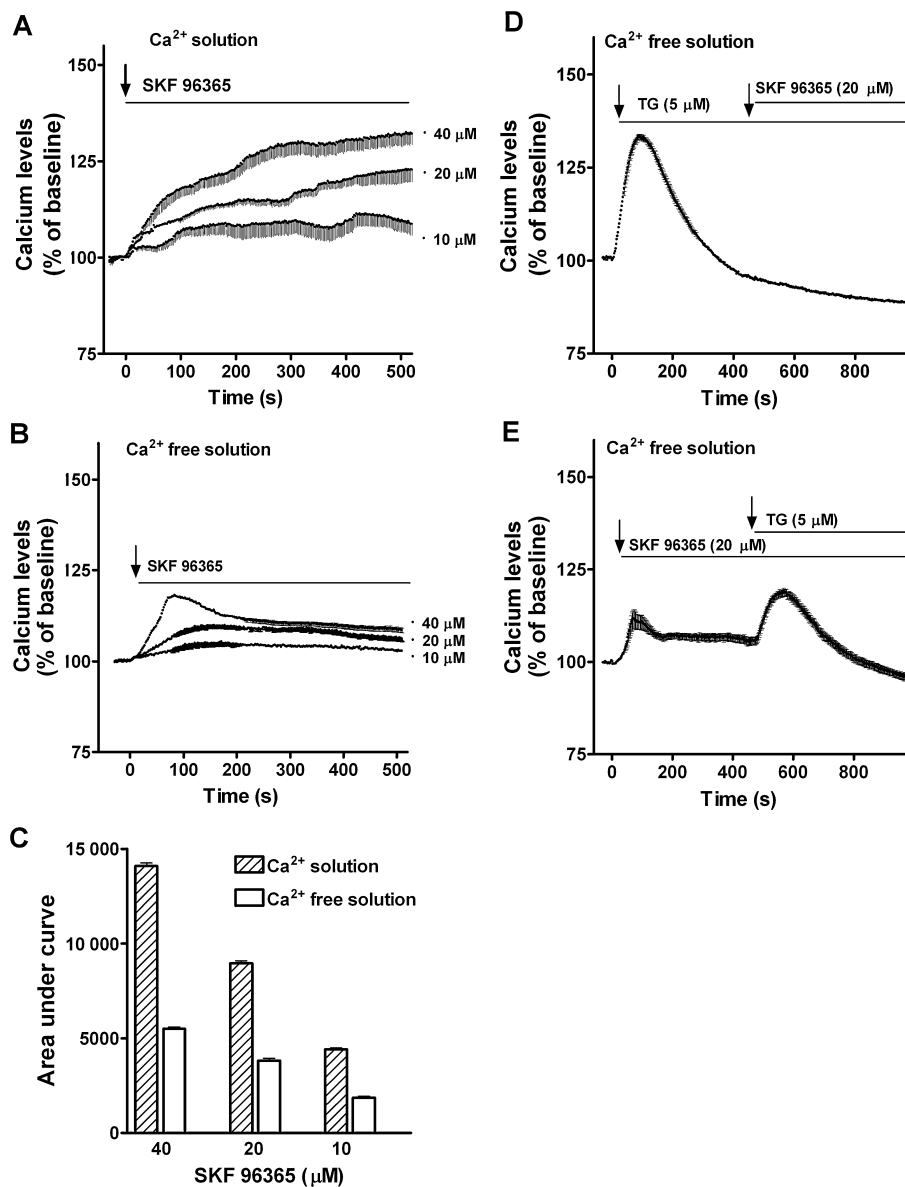 A
Ca2+ solution
SKF 96365
150
125
100
75
Calcium levels
(% of baseline)
40 μM
20 μM
10 μM
0 100 200 300 400 500
Time (s)
B
Ca2+ free solution
SKF 96365
150
125
100
75
Calcium levels
(% of baseline)
40 μM
20 μM
10 μM
0 100 200 300 400 500
Time (s)
C
15 000
10 000
5000
0
Area under curve
Ca2+ solution
Ca2+ free solution
40 20 10
SKF 96365 (μM)
D
Ca2+ free solution
SKF 96365 (20 μM)
TG (5 μM)
150
125
100
75
Calcium levels
(% of baseline)
0 200 400 600 800
Time (s)
E
Ca2+ free solution
TG (5 μM)
SKF 96365 (20 μM)
150
125
100
75
Calcium levels
(% of baseline)
0 200 400 600 800
Time (s)